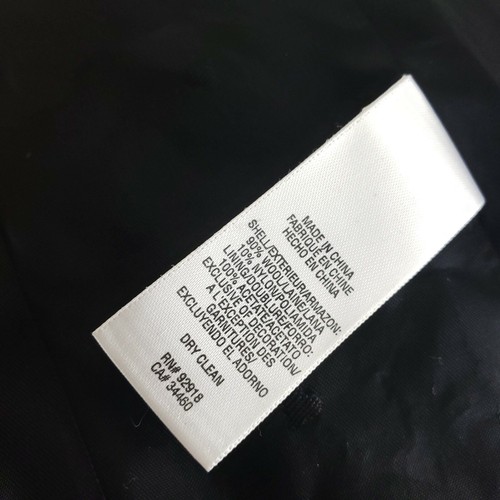 MADE IN CHINA
FABRIQUE EN CHINE
HECHO EN CHINA
SHELL/EXTERIEUR/ARMAZON:
90% WOOL/LAINE/LANA
10% NYLON/POLIAMIDA
LINING/DOUBLURE/FORRO:
100% ACETATE/ACETATO
EXCLUSIVE OF DECORATION/
A L'EXCEPTION DES
GARNITURES/
EXCLUYENDO EL ADORNO
DRY CLEAN
RN# 92918
CA# 34460